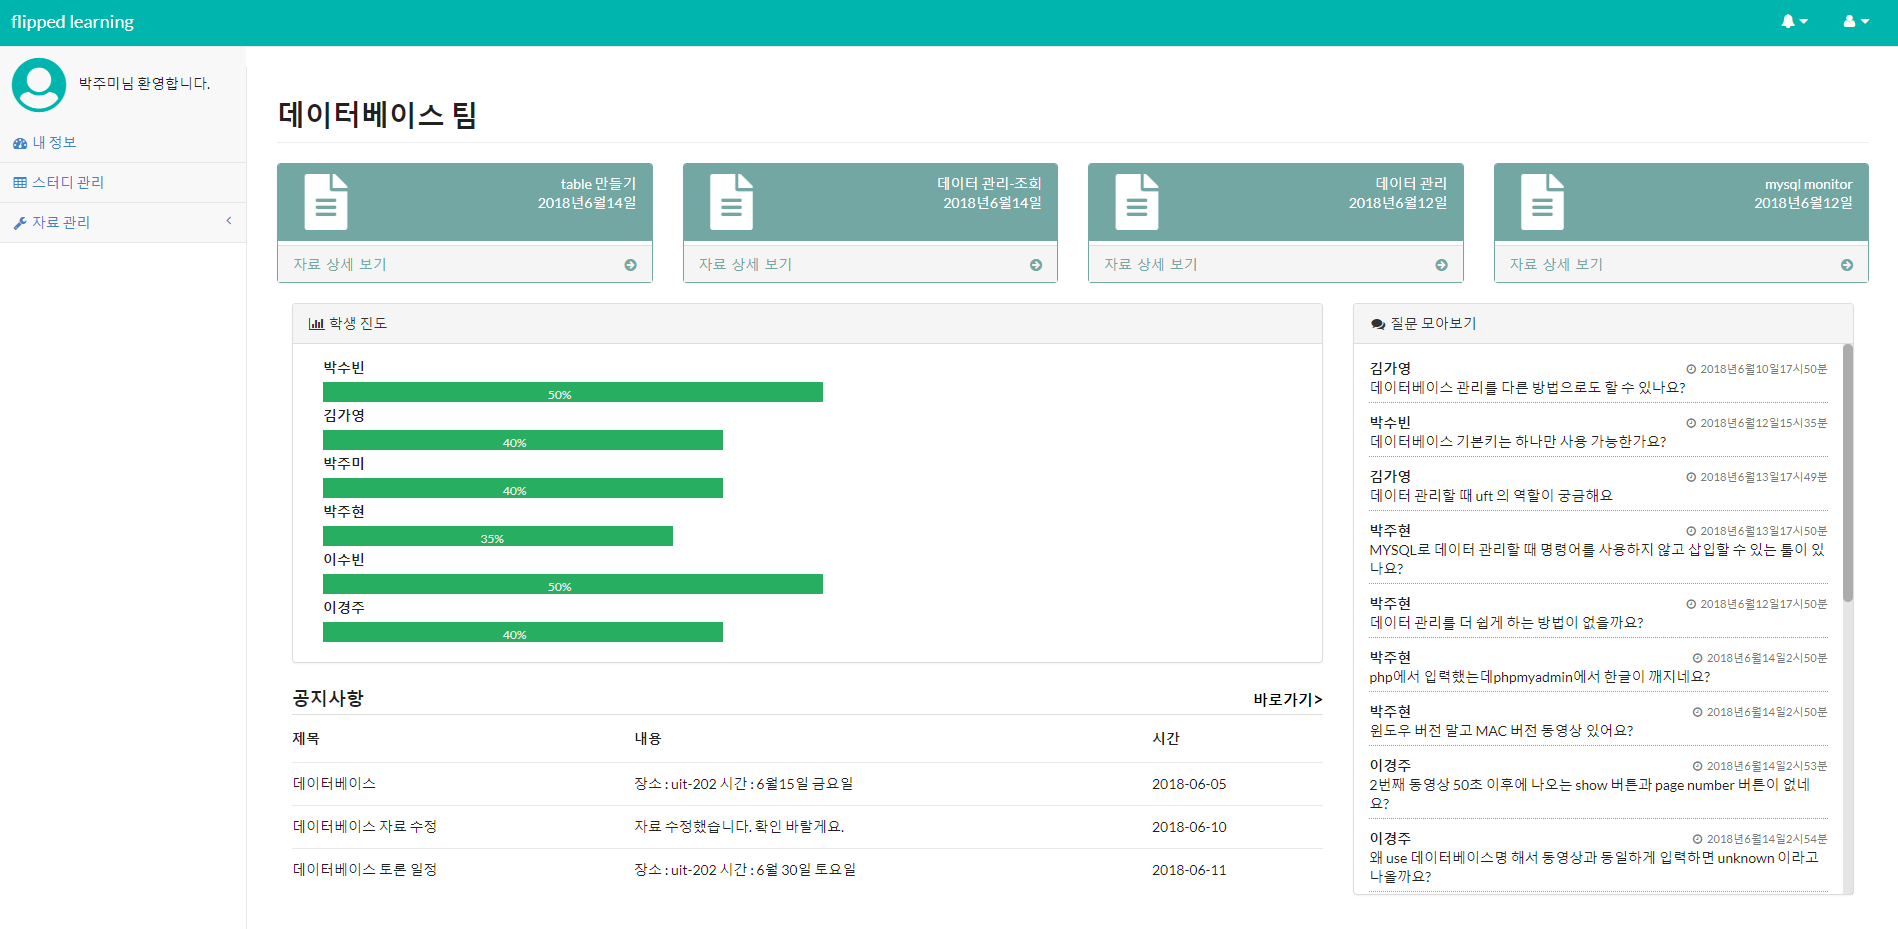 flipped learning
박주미님 환영합니다.
내 정보
스터디 관리
자료 관리
데이터베이스 팀
table 만들기
2018년6월14일
자료 상세 보기
데이터 관리-조회
2018년6월14일
자료 상세 보기
데이터 관리
2018년6월12일
자료 상세 보기
mysql monitor
2018년6월12일
자료 상세 보기
학생 진도
박수빈
50%
김가영
40%
박주미
40%
박주현
35%
이수빈
50%
이경주
40%
공지사항 바로가기>
제목 내용 시간
데이터베이스 장소 : uit-202 시간 : 6월15일 금요일 2018-06-05
데이터베이스 자료 수정 자료 수정했습니다. 확인 바랄게요. 2018-06-10
데이터베이스 토론 일정 장소 : uit-202 시간 : 6월 30일 토요일 2018-06-11
질문 모아보기
김가영 2018년6월10일17시50분
데이터베이스 관리를 다른 방법으로도 할 수 있나요?
박수빈 2018년6월12일15시35분
데이터베이스 기본키는 하나만 사용 가능한가요?
김가영 2018년6월13일17시49분
데이터 관리할 때 uft 의 역할이 궁금해요
박주현 2018년6월13일17시50분
MYSQL로 데이터 관리할 때 명령어를 사용하지 않고 삽입할 수 있는 툴이 있
나요?
박주현 2018년6월12일17시50분
데이터 관리를 더 쉽게 하는 방법이 없을까요?
박주현 2018년6월14일2시50분
php에서 입력했는데phpmyadmin에서 한글이 깨지네요?
박주현 2018년6월14일2시50분
윈도우 버전 말고 MAC 버전 동영상 있어요?
이경주 2018년6월14일2시53분
2번째 동영상 50초 이후에 나오는 show 버튼과 page number 버튼이 없네
요?
이경주 2018년6월14일2시54분
왜 use 데이터베이스명 해서 동영상과 동일하게 입력하면 unknown 이라고
나올까요?